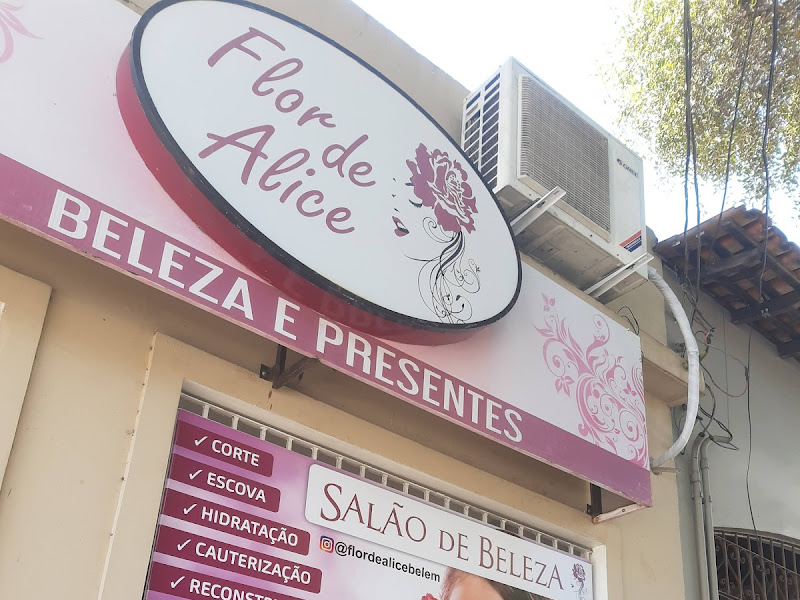 Flor de
Alice
BELEZA E PRESENTES
✓ CORTE
✓ ESCOVA
✓ HIDRATAÇÃO
✓ CAUTERIZAÇÃO
SALÃO DE BELEZA
@flordealicebelem